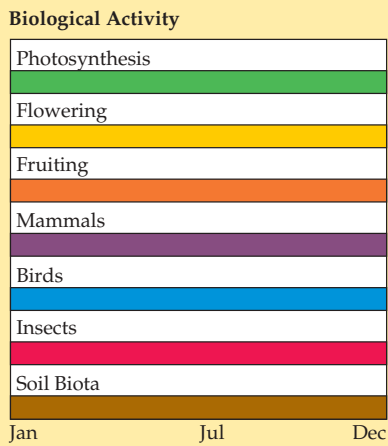 Biological Activity
Photosynthesis
Flowering
Fruiting
Mammals
Birds
Insects
Soil Biota
Jan Jul Dec